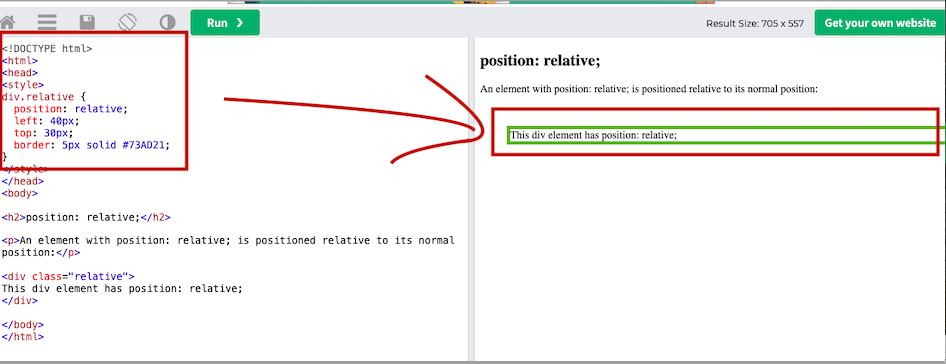 Run ❯
Result Size: 705 x 557
Get your own website
<!DOCTYPE html>
<html>
<head>
<style>
div.relative {
  position: relative;
  left: 40px;
  top: 30px;
  border: 5px solid #73AD21;
}
</style>
</head>
<body>
<h2>position: relative;</h2>
<p>An element with position: relative; is positioned relative to its normal
position:</p>
<div class="relative">
This div element has position: relative;
</div>
</body>
</html>
position: relative;
An element with position: relative; is positioned relative to its normal position:
This div element has position: relative;